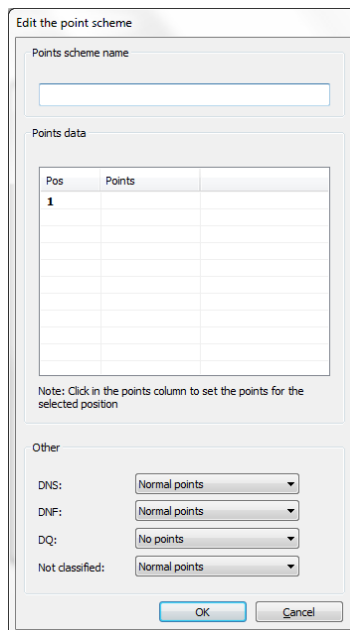 Edit the point scheme
Points scheme name
Points data
Pos Points
1
Note: Click in the points column to set the points for the
selected position
Other
DNS: Normal points
DNF: Normal points
DQ: No points
Not classified: Normal points
OK Cancel